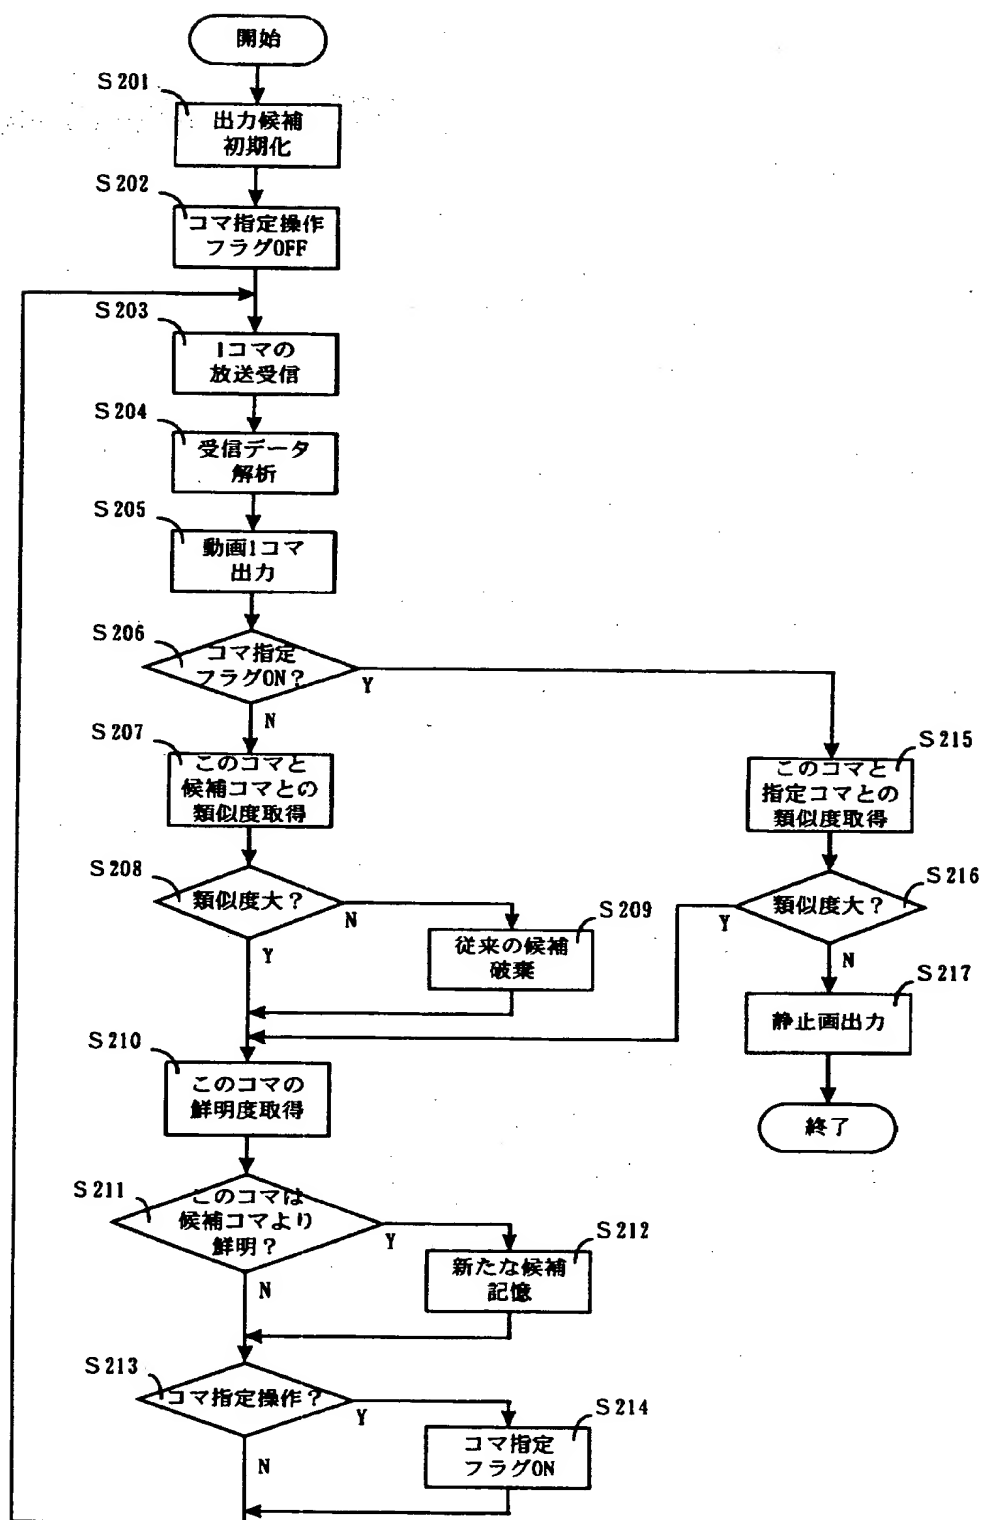 開始
S201
出力候補
初期化
S202
コマ指定操作
フラグOFF
S203
1コマの
放送受信
S204
受信データ
解析
S205
動画1コマ
出力
S206
コマ指定
フラグON?
Y
N
S207
このコマと
候補コマとの
類似度取得
S215
このコマと
指定コマとの
類似度取得
S208
類似度大?
N
Y
S209
従来の候補
破棄
S216
類似度大?
Y
N
S217
静止画出力
終了
S210
このコマの
鮮明度取得
S211
このコマは
候補コマより
鮮明?
Y
N
S212
新たな候補
記憶
S213
コマ指定操作?
Y
N
S214
コマ指定
フラグON